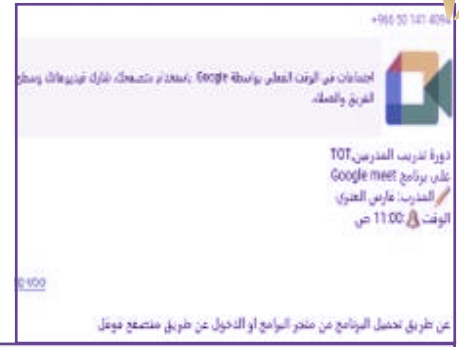 +966 50 141 4094
اجتماعات في الوقت الفعلي بواسطة Google باستخدام متصفحك، شارك فيديوهاتك وسطح
الفريق والعملاء
دورة تدريب المدربين,TOT
على برنامج Google meet
المدرب: فارس العنزي
الوقت :11:00 ص
عن طريق تحميل البرنامج من متجر البرامج او الدخول عن طريق متصفح قوقل